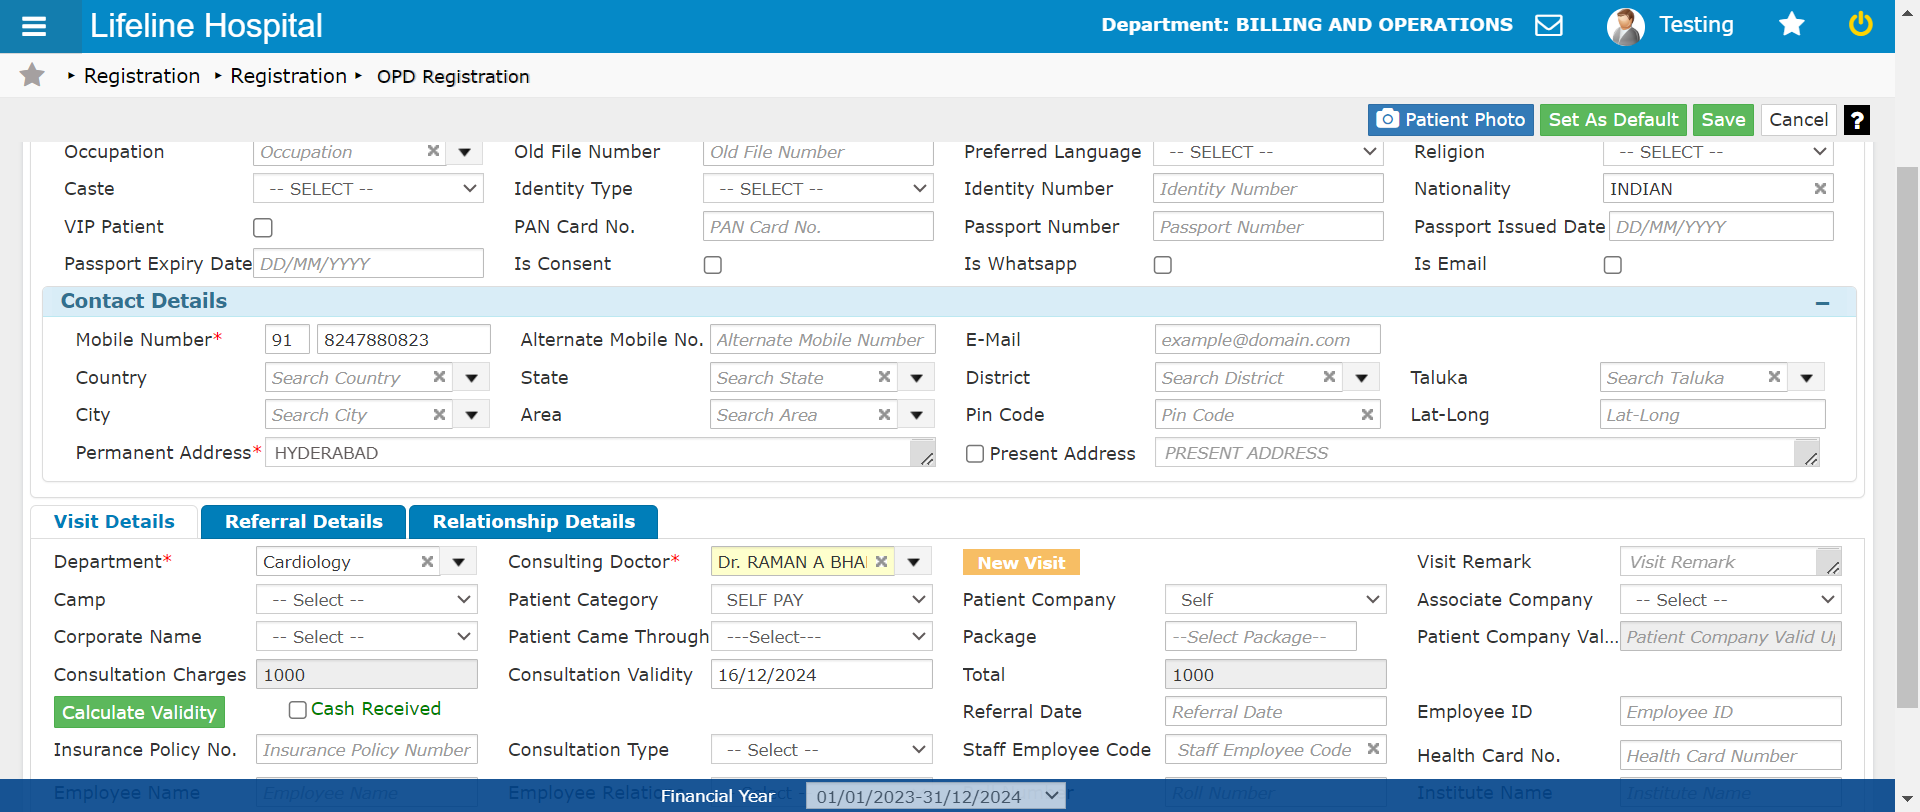 Lifeline Hospital
Department: BILLING AND OPERATIONS
Testing
Registration Registration OPD Registration
Patient Photo Set As Default Save Cancel ?
Occupation Occupation Old File Number Old File Number Preferred Language -- SELECT -- Religion -- SELECT --
Caste -- SELECT -- Identity Type -- SELECT -- Identity Number Identity Number Nationality INDIAN
VIP Patient PAN Card No. PAN Card No. Passport Number Passport Number Passport Issued Date DD/MM/YYYY
Passport Expiry Date DD/MM/YYYY Is Consent Is Whatsapp Is Email
Contact Details
Mobile Number* 91 8247880823 Alternate Mobile No. Alternate Mobile Number E-Mail example@domain.com
Country Search Country State Search State District Search District Taluka Search Taluka
City Search City Area Search Area Pin Code Pin Code Lat-Long Lat-Long
Permanent Address* HYDERABAD Present Address PRESENT ADDRESS
Visit Details Referral Details Relationship Details
Department* Cardiology Consulting Doctor* Dr. RAMAN A BHA New Visit Visit Remark Visit Remark
Camp -- Select -- Patient Category SELF PAY Patient Company Self Associate Company -- Select --
Corporate Name -- Select -- Patient Came Through ---Select--- Package --Select Package-- Patient Company Val... Patient Company Valid U
Consultation Charges 1000 Consultation Validity 16/12/2024 Total 1000
Calculate Validity Cash Received Referral Date Referral Date Employee ID Employee ID
Insurance Policy No. Insurance Policy Number Consultation Type -- Select -- Staff Employee Code Staff Employee Code Health Card No. Health Card Number
Employee Name Employee Name Employee Relation Roll Number Institute Name Institute Name
Financial Year 01/01/2023-31/12/2024